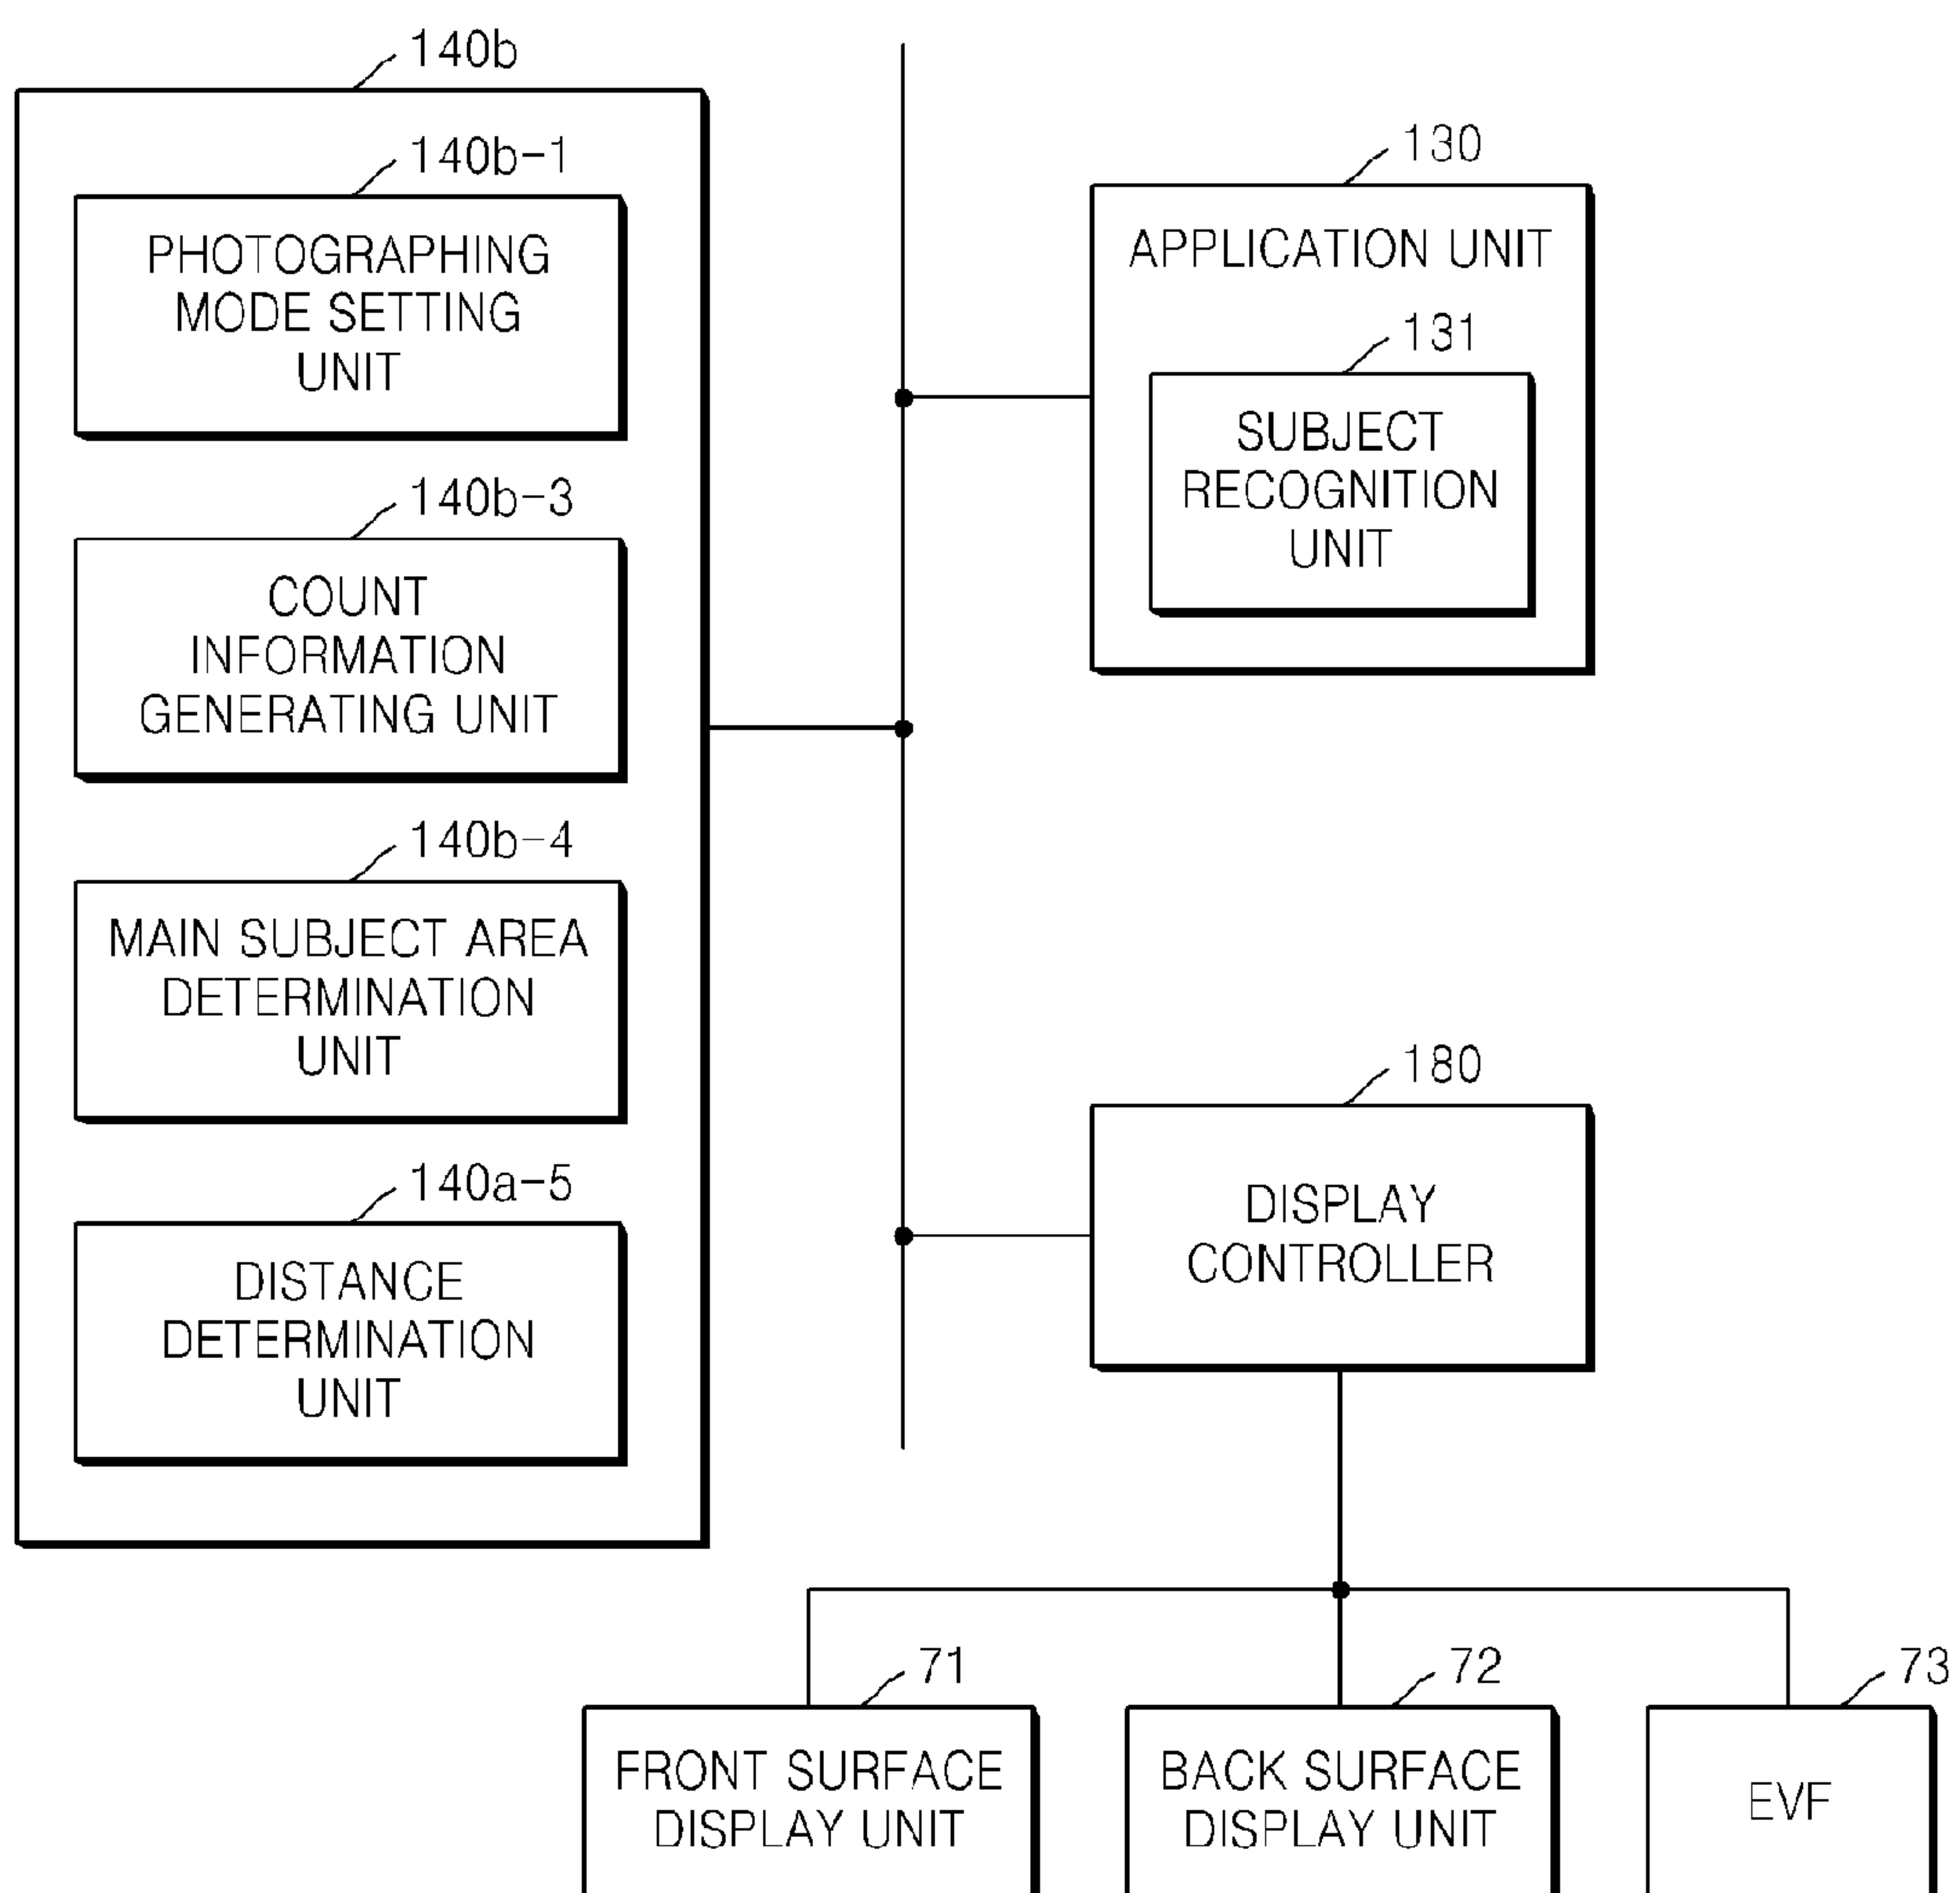 140b
140b-1
PHOTOGRAPHING
MODE SETTING
UNIT
140b-3
COUNT
INFORMATION
GENERATING UNIT
140b-4
MAIN SUBJECT AREA
DETERMINATION
UNIT
140a-5
DISTANCE
DETERMINATION
UNIT
130
APPLICATION UNIT
131
SUBJECT
RECOGNITION
UNIT
180
DISPLAY
CONTROLLER
71
FRONT SURFACE
DISPLAY UNIT
72
BACK SURFACE
DISPLAY UNIT
73
EVF